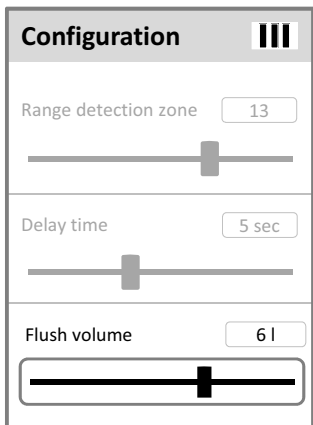 Configuration
Range detection zone 13
Delay time 5 sec
Flush volume 6 l